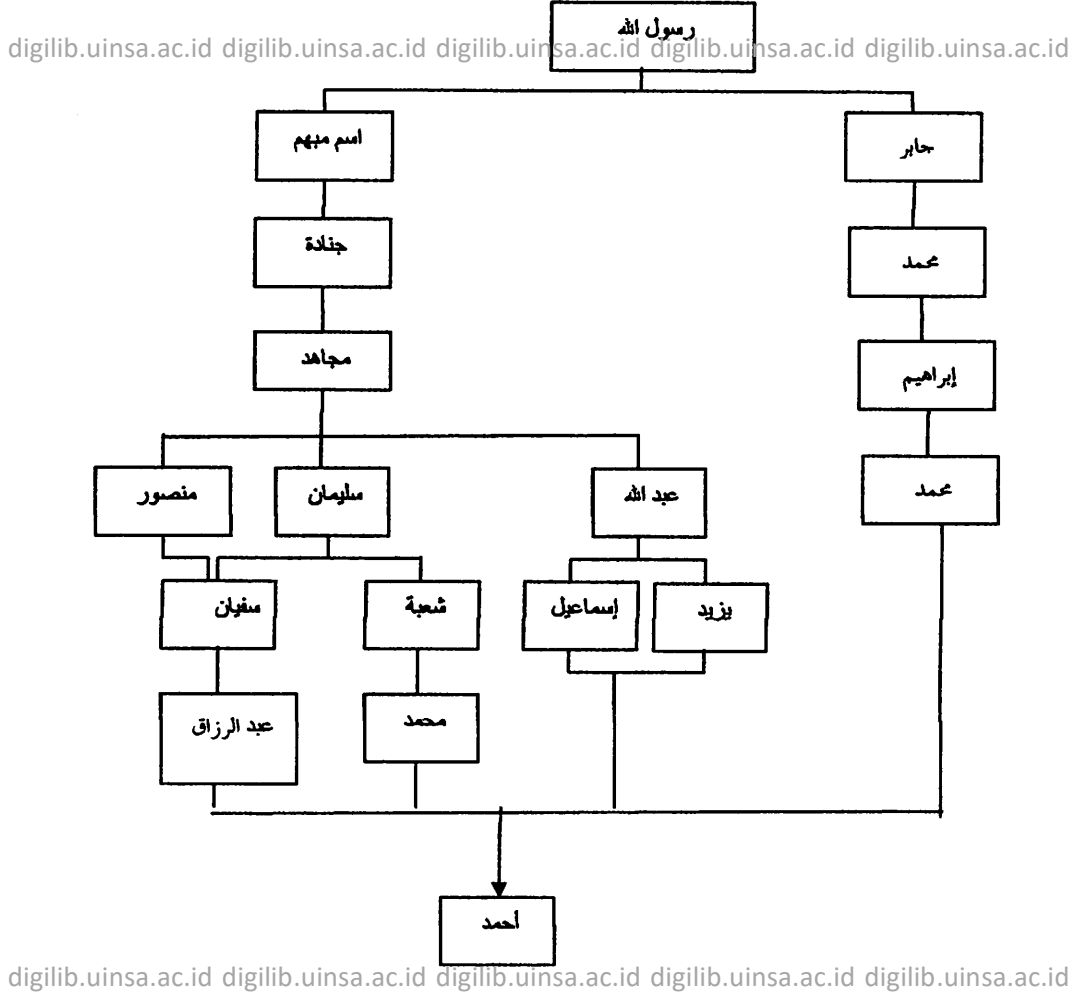 رسول الله
digilib.uinsa.ac.id digilib.uinsa.ac.id digilib.uinsa.ac.id digilib.uinsa.ac.id digilib.uinsa.ac.id
اسم مبهم
جابر
جنادة
محمد
مجاهد
إبراهيم
منصور
سليمان
عبد الله
محمد
سفيان
شعبة
إسماعيل
يزيد
عبد الرزاق
محمد
أحمد
digilib.uinsa.ac.id digilib.uinsa.ac.id digilib.uinsa.ac.id digilib.uinsa.ac.id digilib.uinsa.ac.id